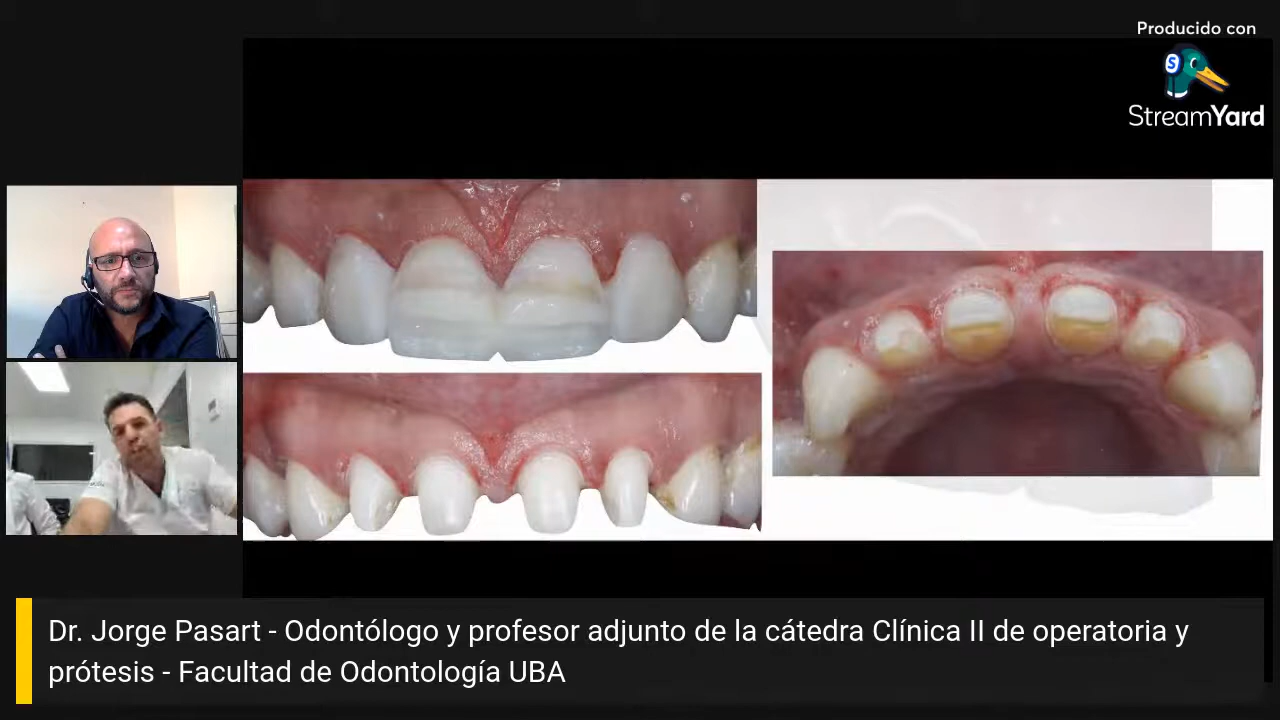 Producido con
S
StreamYard
Dr. Jorge Pasart - Odontólogo y profesor adjunto de la cátedra Clínica II de operatoria y
prótesis - Facultad de Odontología UBA